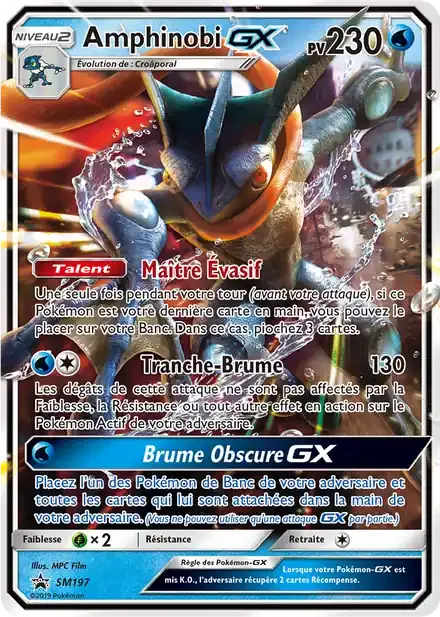 NIVEAU2
Amphinobi GX
PV230
Évolution de : Croâporal
Talent Maître Évasif
Une seule fois pendant votre tour (avant votre attaque), si ce
Pokémon est votre dernière carte en main, vous pouvez le
placer sur votre Banc. Dans ce cas, piochez 3 cartes.
Tranche-Brume 130
Les dégâts de cette attaque ne sont pas affectés par la
Faiblesse, la Résistance ou tout autre effet en action sur le
Pokémon Actif de votre adversaire.
Brume Obscure GX
Placez l'un des Pokémon de Banc de votre adversaire et
toutes les cartes qui lui sont attachées dans la main de
votre adversaire. (Vous ne pouvez utiliser qu'une attaque GX par partie.)
Faiblesse ×2 Résistance Retraite
Illus. MPC Film
Règle des Pokémon-GX
Lorsque votre Pokémon-GX est
mis K.O., l'adversaire récupère 2 cartes Récompense.
PROMO SM197
©2019 Pokémon